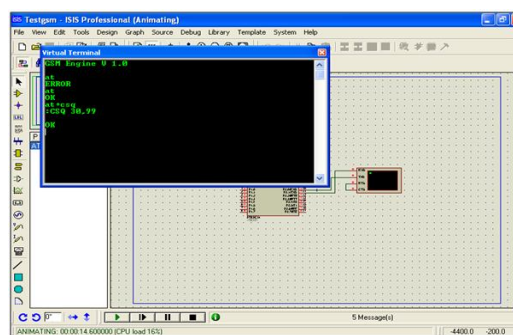 Testgsm - ISIS Professional (Animating)
File View Edit Tools Design Graph Source Debug Library Template System Help
Virtual Terminal
GSM Engine V 1.0
at
ERROR
at
OK
at+csq
:CSQ 30,99
OK
5 Message(s)
ANIMATING: 00:00:14.600000 (CPU load 16%)
-4400.0 -200.0